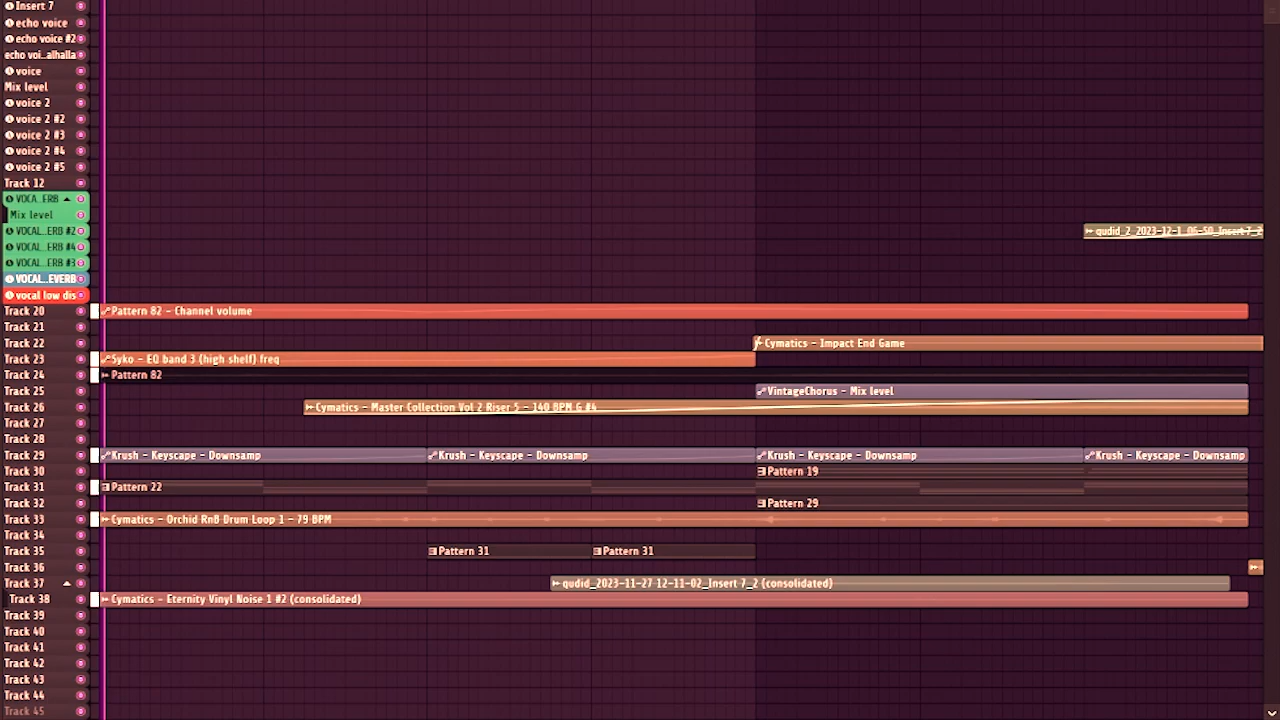 Insert 7
echo voice
echo voice #2
echo voi..alhalla
voice
Mix level
voice 2
voice 2 #2
voice 2 #3
voice 2 #4
voice 2 #5
Track 12
VOCA..ERB
Mix level
VOCAL..ERB #2 qudid_2_2023-12-1_06-50_Insert 7_2
VOCAL..ERB #4
VOCAL..ERB #3
VOCAL..EVERB
vocal low dis
Track 20 Pattern 82 - Channel volume
Track 21
Track 22 Cymatics - Impact End Game
Track 23 Syko - EQ band 3 (high shelf) freq
Track 24 Pattern 82
Track 25 VintageChorus - Mix level
Track 26 Cymatics - Master Collection Vol 2 Riser 5 - 140 BPM G #4
Track 27
Track 28
Track 29 Krush - Keyscape - Downsamp Krush - Keyscape - Downsamp Krush - Keyscape - Downsamp Krush - Keyscape - Downsamp
Track 30 Pattern 19
Track 31 Pattern 22
Track 32 Pattern 29
Track 33 Cymatics - Orchid RnB Drum Loop 1 - 79 BPM
Track 34
Track 35 Pattern 31 Pattern 31
Track 36
Track 37 qudid_2023-11-27 12-11-02_Insert 7_2 (consolidated)
Track 38 Cymatics - Eternity Vinyl Noise 1 #2 (consolidated)
Track 39
Track 40
Track 41
Track 42
Track 43
Track 44
Track 45